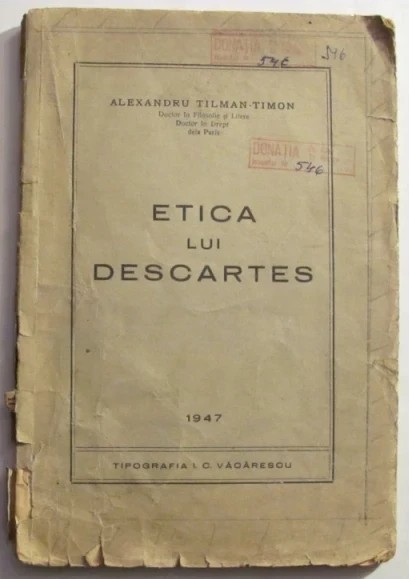 DONAȚIA
546
546
ALEXANDRU TILMAN-TIMON
Doctor în Filosofie și Litere
Doctor în Drept
dela Paris
DONAȚIA
546
ETICA
LUI
DESCARTES
1947
TIPOGRAFIA I. C. VĂCĂRESCU